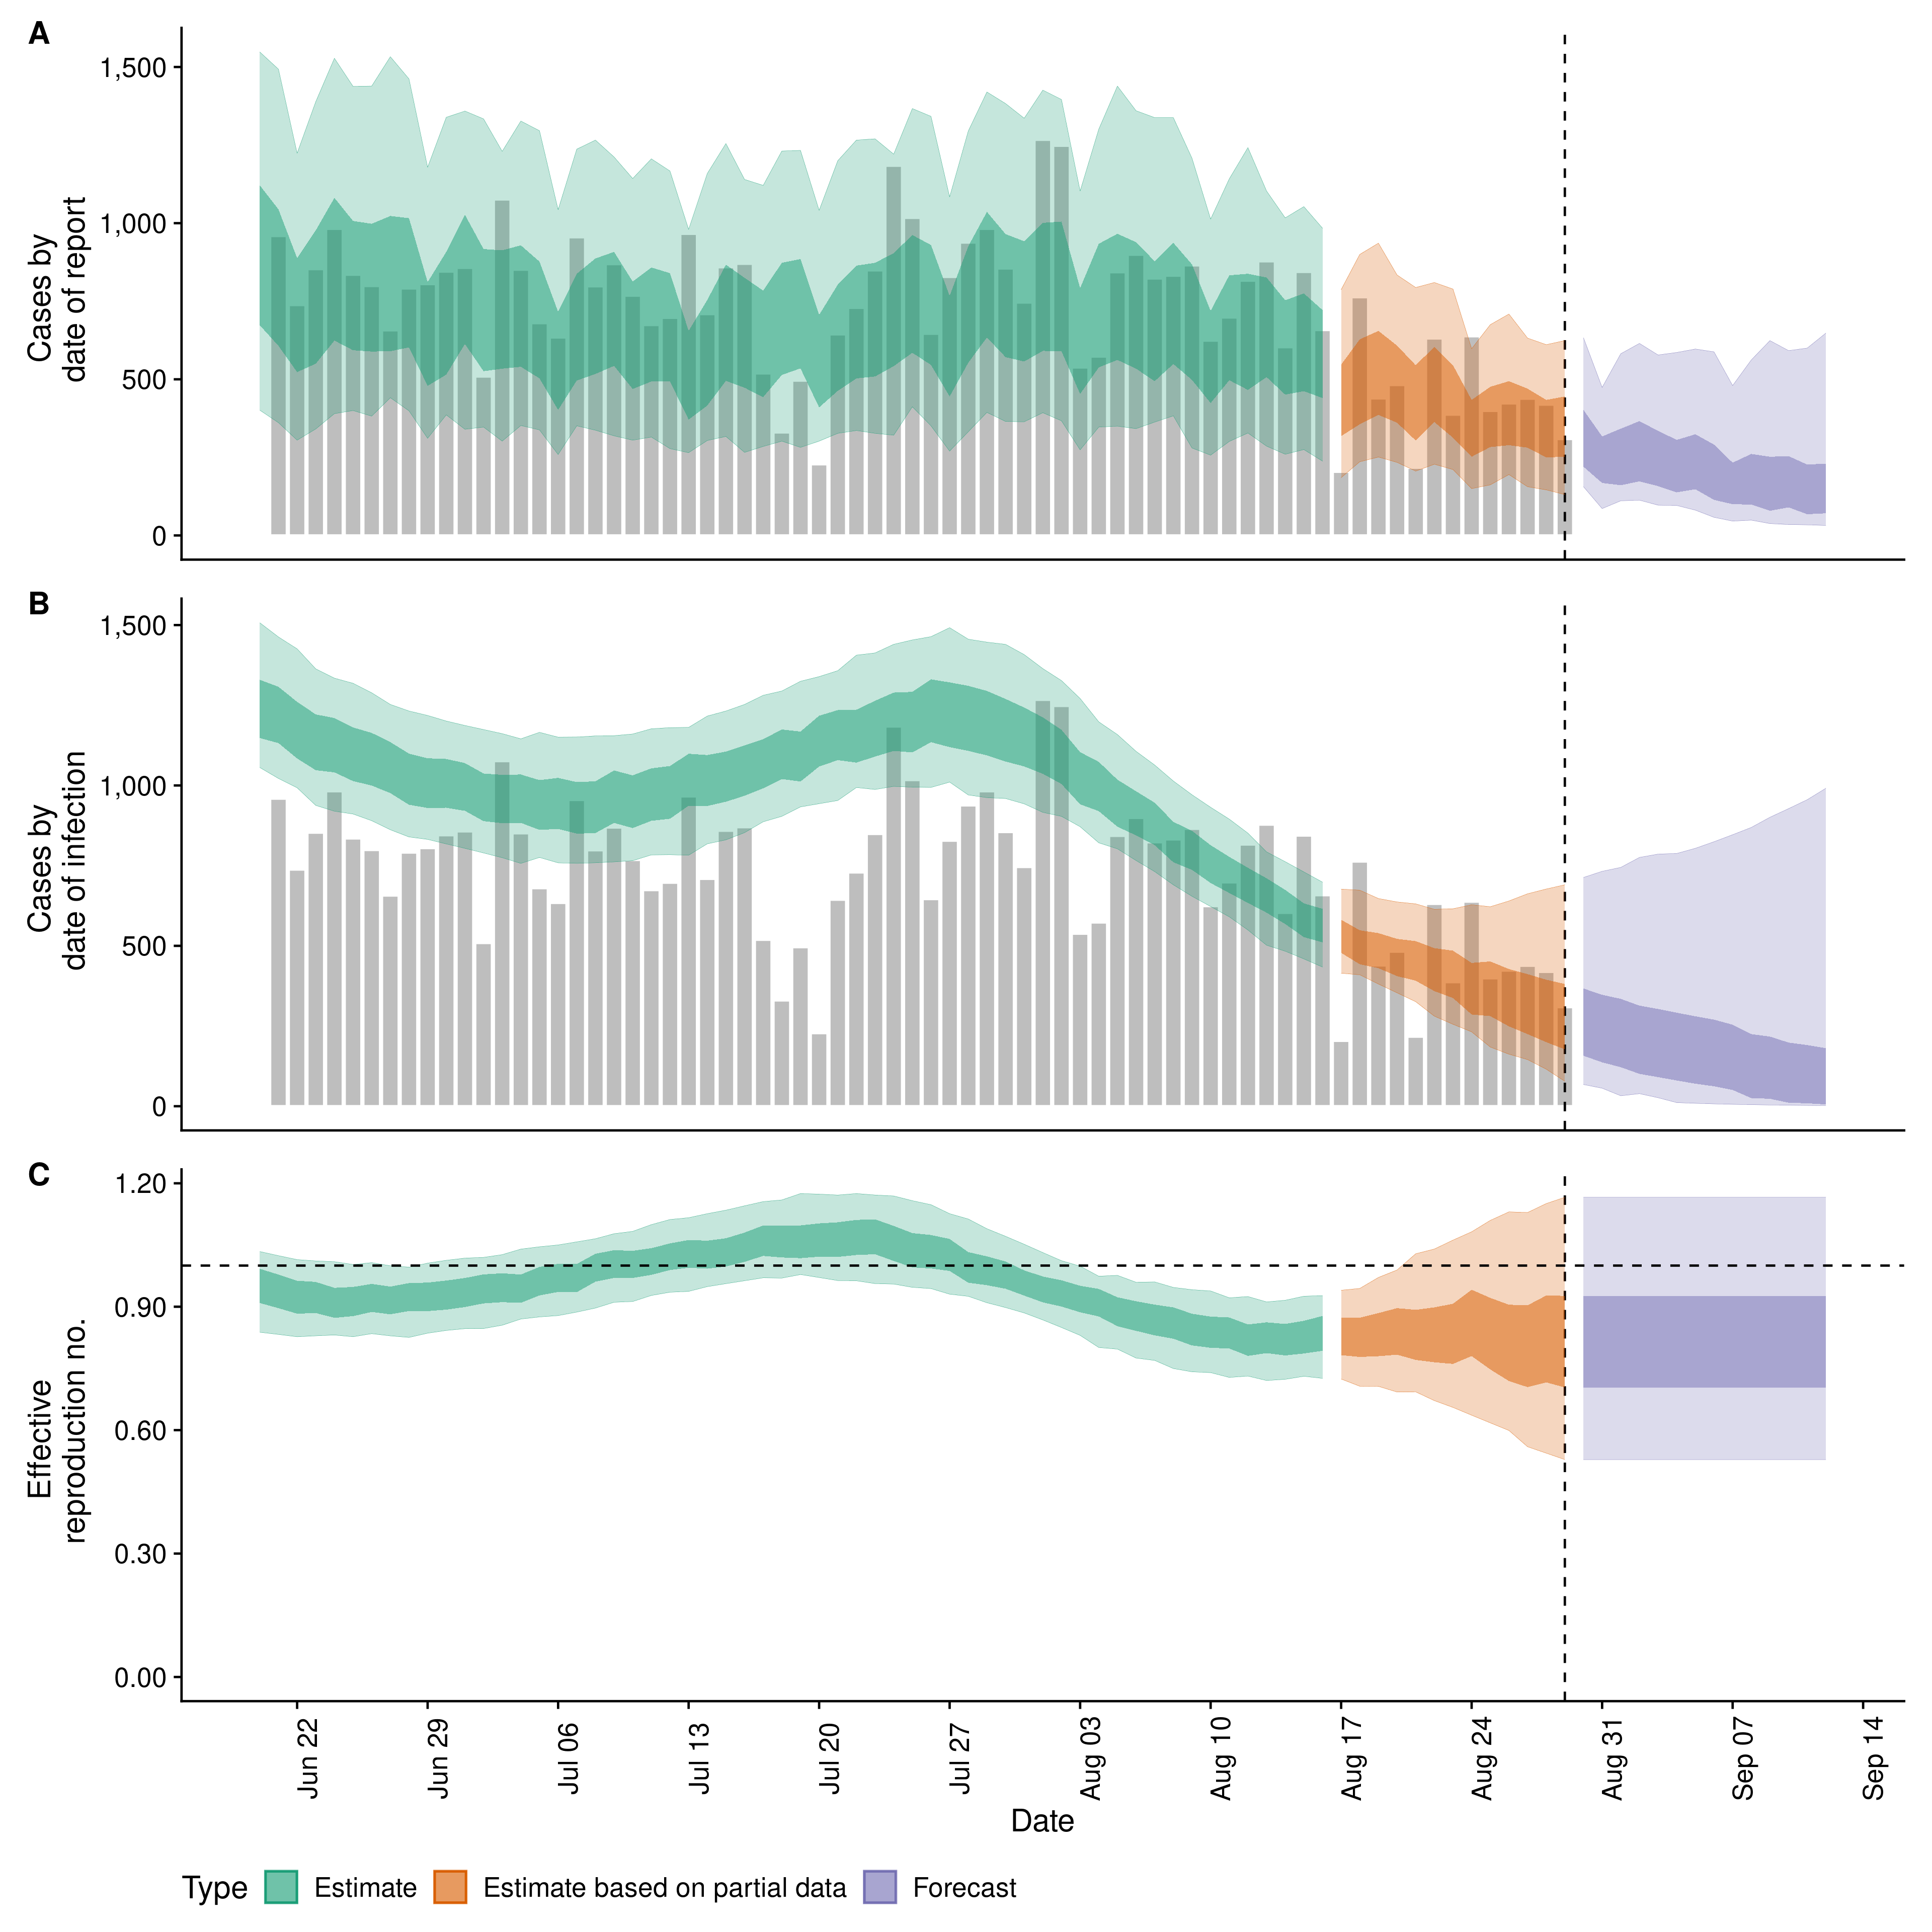 A
Cases by
date of report
1,500
1,000
500
0
B
Cases by
date of infection
1,500
1,000
500
0
C
Effective
reproduction no.
1.20
0.90
0.60
0.30
0.00
Jun 22
Jun 29
Jul 06
Jul 13
Jul 20
Jul 27
Aug 03
Aug 10
Aug 17
Aug 24
Aug 31
Sep 07
Sep 14
Date
Type Estimate Estimate based on partial data Forecast